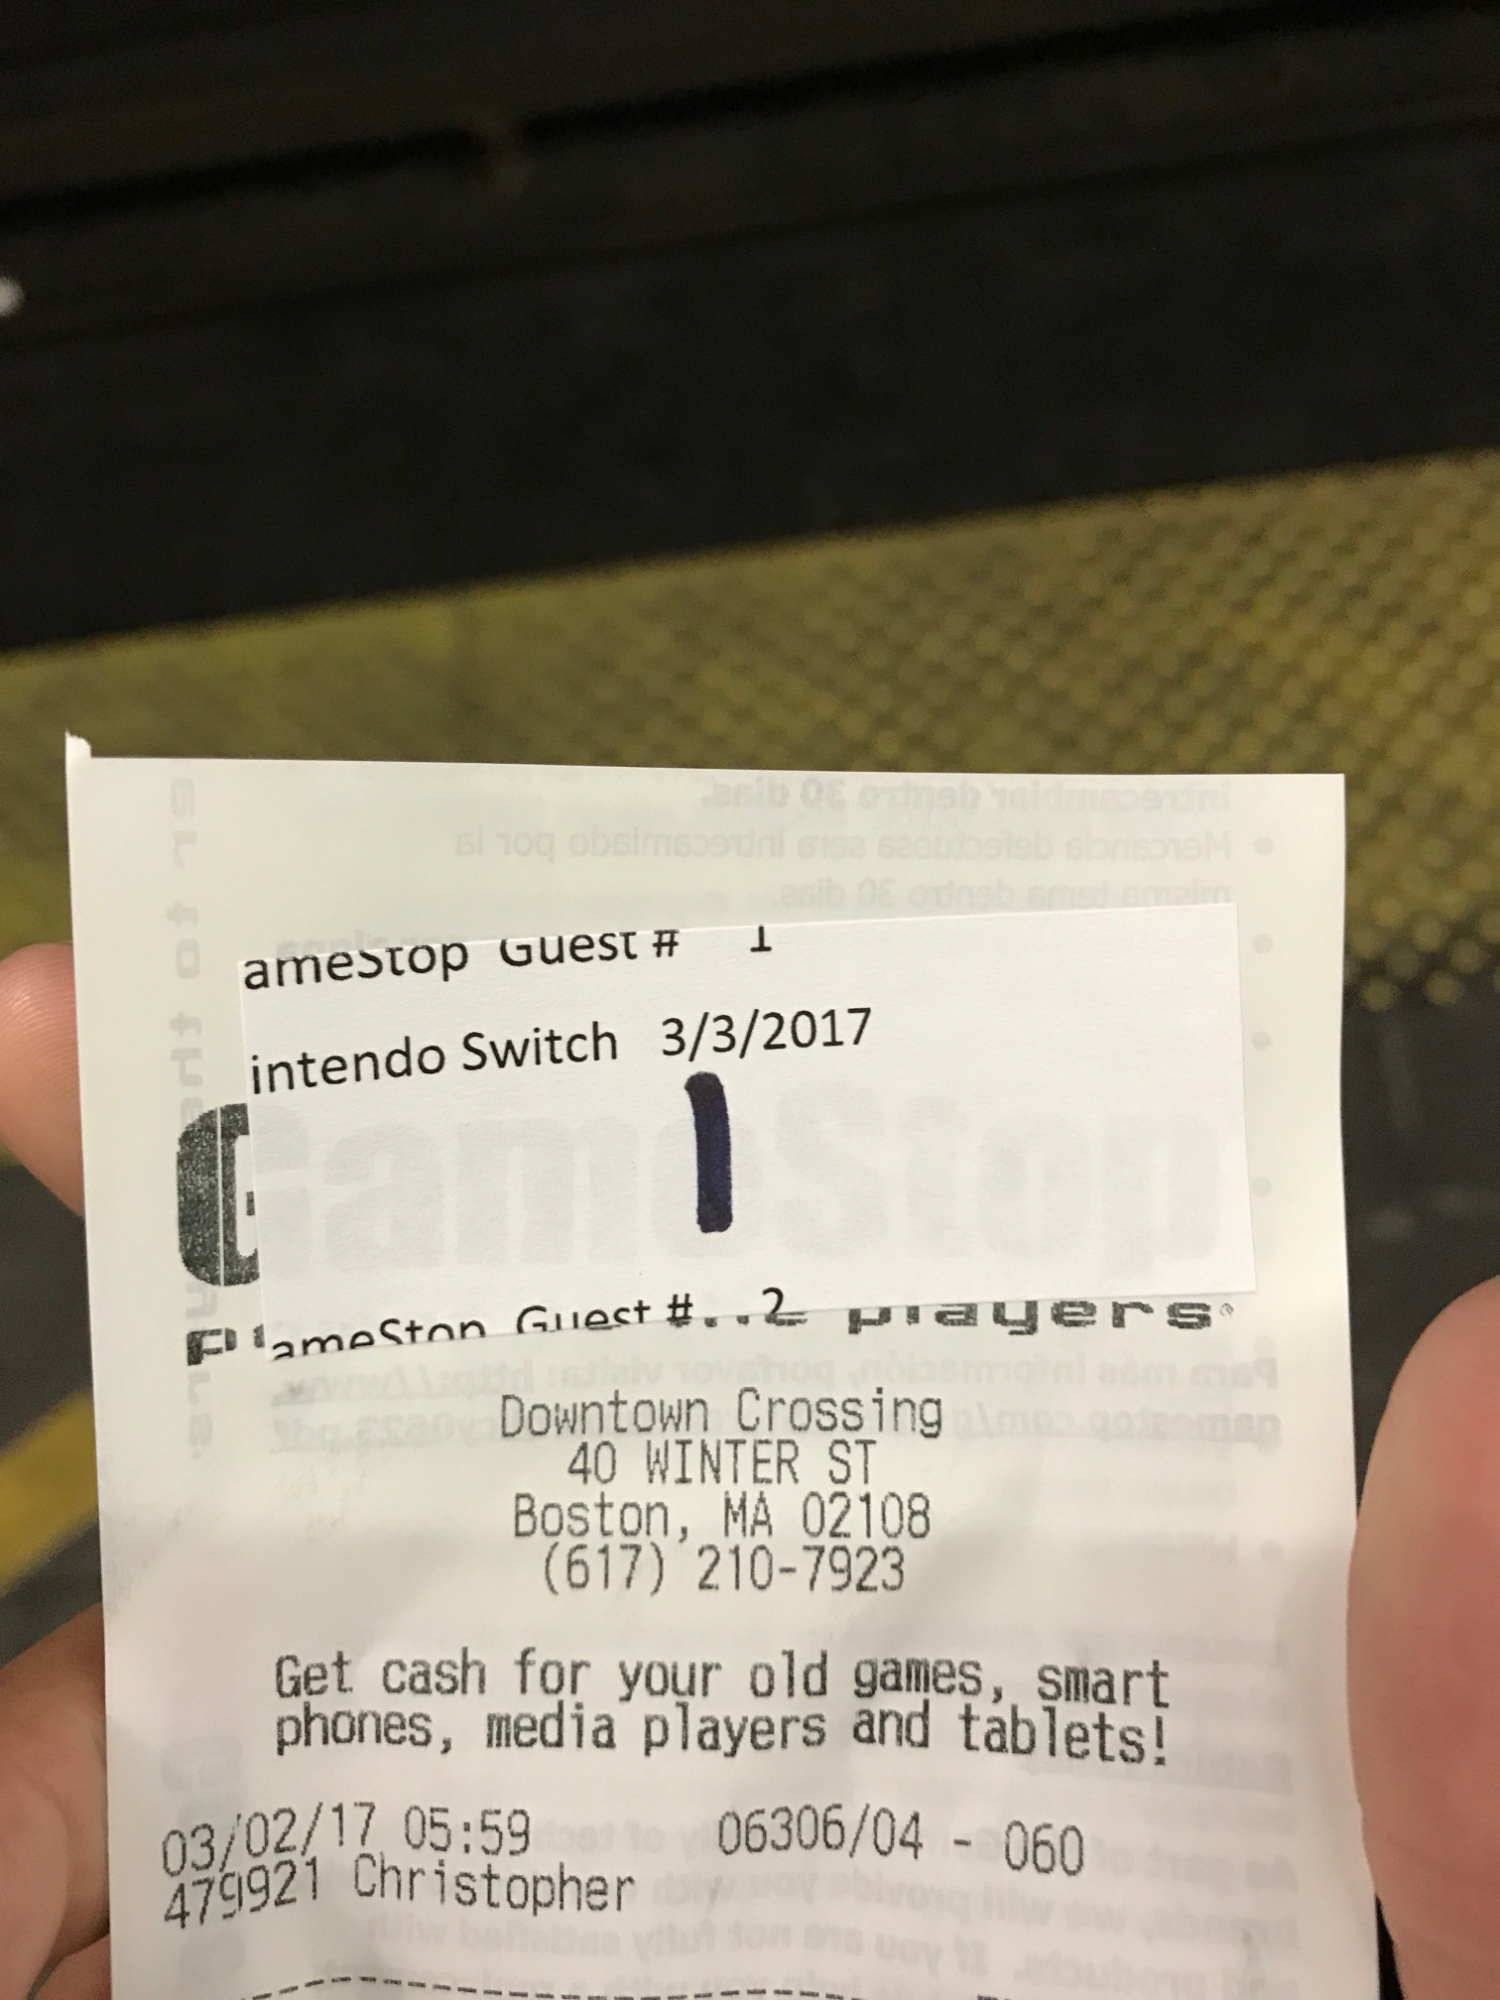 ameStop Guest # 1
intendo Switch 3/3/2017
1
GameStop
ameStop Guest # 2
players
Downtown Crossing
40 WINTER ST
Boston, MA 02108
(617) 210-7923
Get cash for your old games, smart
phones, media players and tablets!
03/02/17 05:59 06306/04 - 060
479921 Christopher